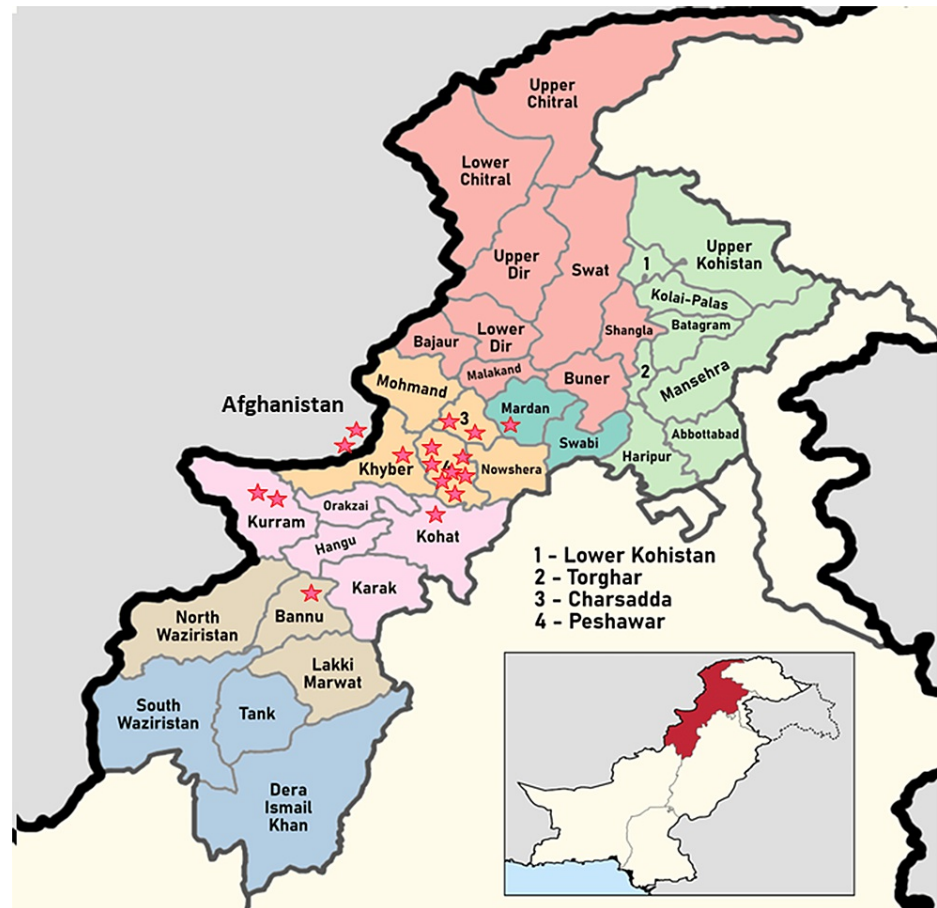 Upper
Chitral
Lower
Chitral
Upper
Dir
Swat
1
Upper
Kohistan
Kolai-Palas
Lower
Dir
Shangla
Batagram
Bajaur
Malakand
Buner
2
Mansehra
Mohmand
Afghanistan
3
Mardan
Swabi
Abbottabad
Haripur
Khyber
4
Nowshera
Kurram
Orakzai
Hangu
Kohat
Karak
1 - Lower Kohistan
2 - Torghar
3 - Charsadda
4 - Peshawar
North
Waziristan
Bannu
Lakki
Marwat
South
Waziristan
Tank
Dera
Ismail
Khan